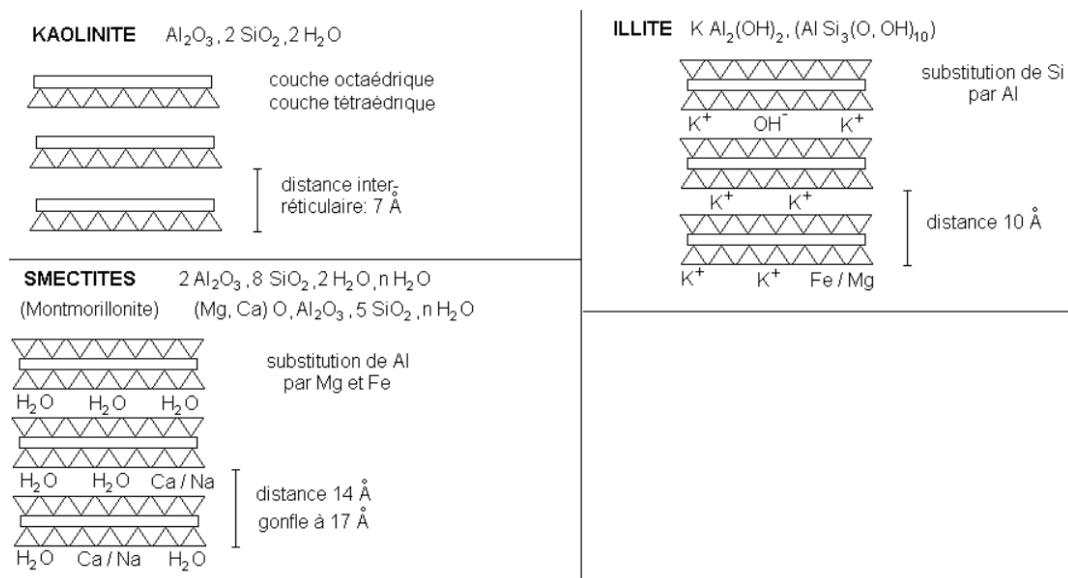 KAOLINITE Al₂O₃, 2 SiO₂, 2 H₂O
couche octaédrique
couche tétraédrique
distance inter-
réticulaire: 7 Å
ILLITE K Al₂(OH)₂, (Al Si₃(O, OH)₁₀)
substitution de Si
par Al
K⁺ OH⁻ K⁺
K⁺ K⁺
distance 10 Å
K⁺ K⁺ Fe / Mg
SMECTITES 2 Al₂O₃, 8 SiO₂, 2 H₂O, n H₂O
(Montmorillonite) (Mg, Ca) O, Al₂O₃, 5 SiO₂, n H₂O
substitution de Al
par Mg et Fe
H₂O H₂O H₂O
H₂O H₂O Ca / Na
distance 14 Å
gonfle à 17 Å
H₂O Ca / Na H₂O